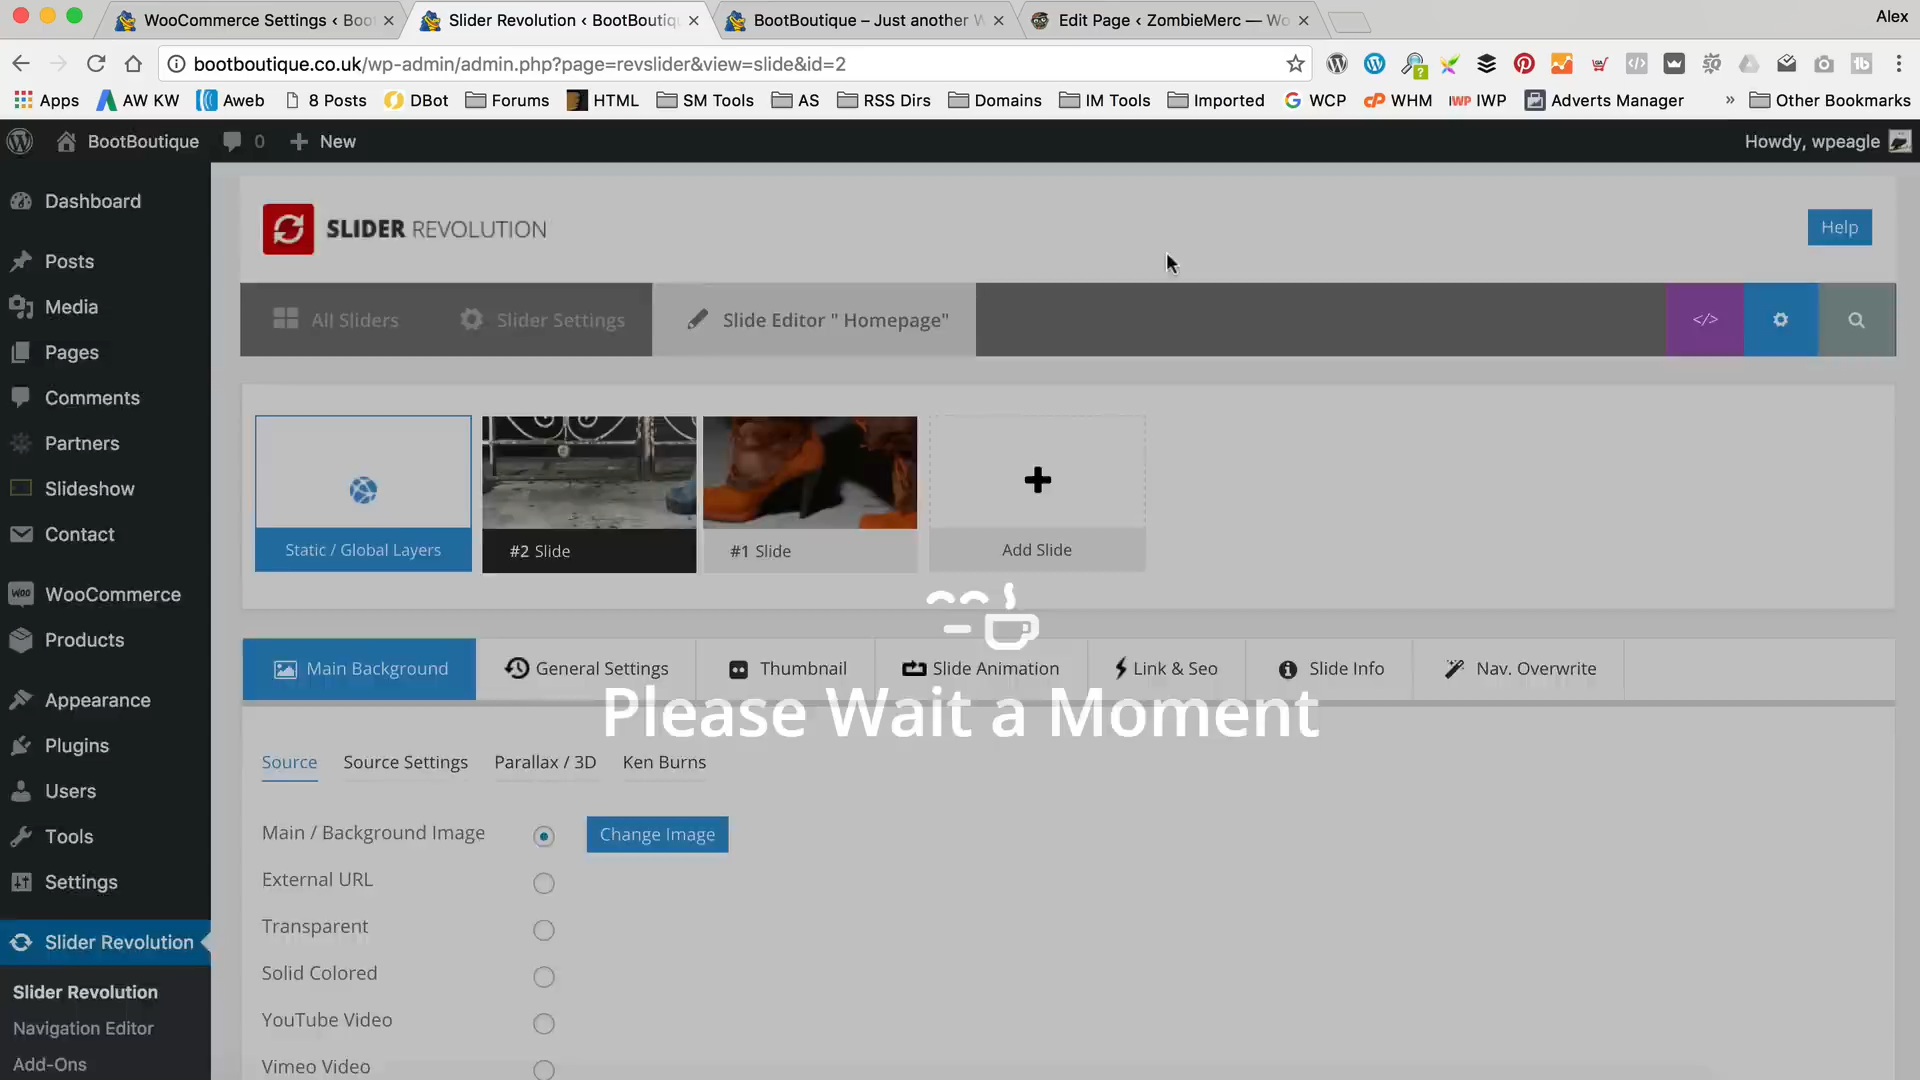 WooCommerce Settings ‹ Boot
Slider Revolution ‹ BootBoutiqu
BootBoutique – Just another W
Edit Page ‹ ZombieMerc — Wo
Alex
bootboutique.co.uk/wp-admin/admin.php?page=revslider&view=slide&id=2
Apps
AW KW
Aweb
8 Posts
DBot
Forums
HTML
SM Tools
AS
RSS Dirs
Domains
IM Tools
Imported
WCP
WHM
IWP IWP
Adverts Manager
»
Other Bookmarks
BootBoutique
0
New
Howdy, wpeagle
Dashboard
Posts
Media
Pages
Comments
Partners
Slideshow
Contact
WooCommerce
Products
Appearance
Plugins
Users
Tools
Settings
Slider Revolution
Slider Revolution
Navigation Editor
Add-Ons
SLIDER REVOLUTION
Help
All Sliders
Slider Settings
Slide Editor " Homepage"
</>
Static / Global Layers
#2 Slide
#1 Slide
Add Slide
Main Background
General Settings
Thumbnail
Slide Animation
Link & Seo
Slide Info
Nav. Overwrite
Please Wait a Moment
Source
Source Settings
Parallax / 3D
Ken Burns
Main / Background Image
Change Image
External URL
Transparent
Solid Colored
YouTube Video
Vimeo Video